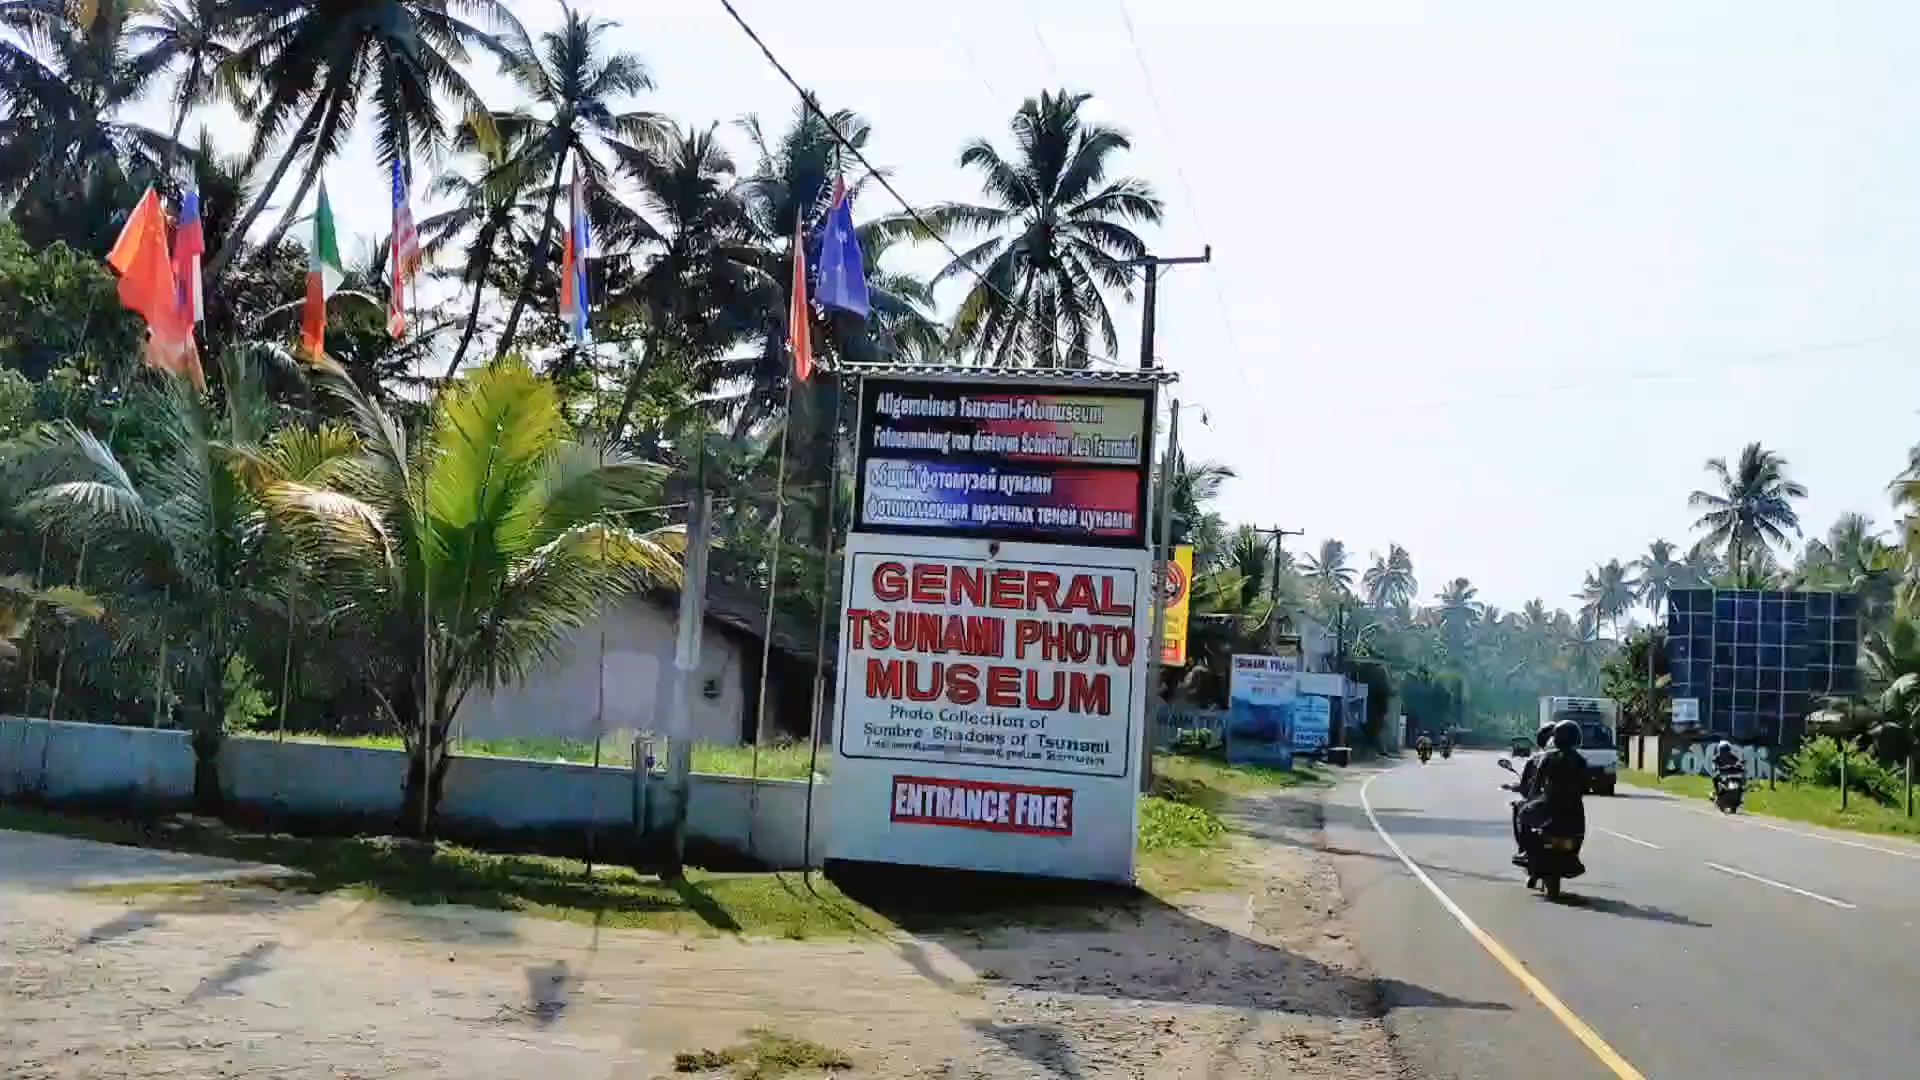 Allgemeines Tsunami-Fotomuseum
Fotosammlung von düsteren Schatten des Tsunami
общий фотомузей цунами
фотоколлекция мрачных теней цунами
GENERAL
TSUNAMI PHOTO
MUSEUM
Photo Collection of
Sombre Shadows of Tsunami
ENTRANCE FREE